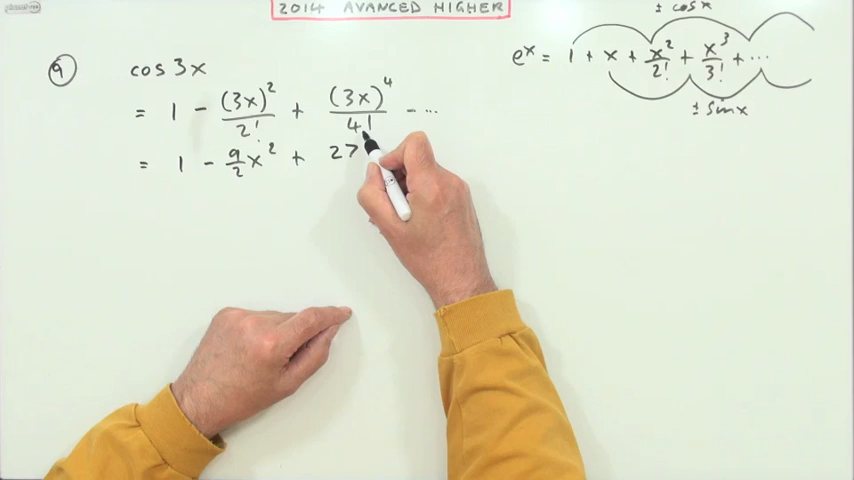 2014 AVANCED HIGHER
± cos x
e^x = 1 + x + x^2/2! + x^3/3! + ...
± sin x
9
cos 3x
= 1 - (3x)^2/2! + (3x)^4/4! - ...
= 1 - 9/2 x^2 + 27